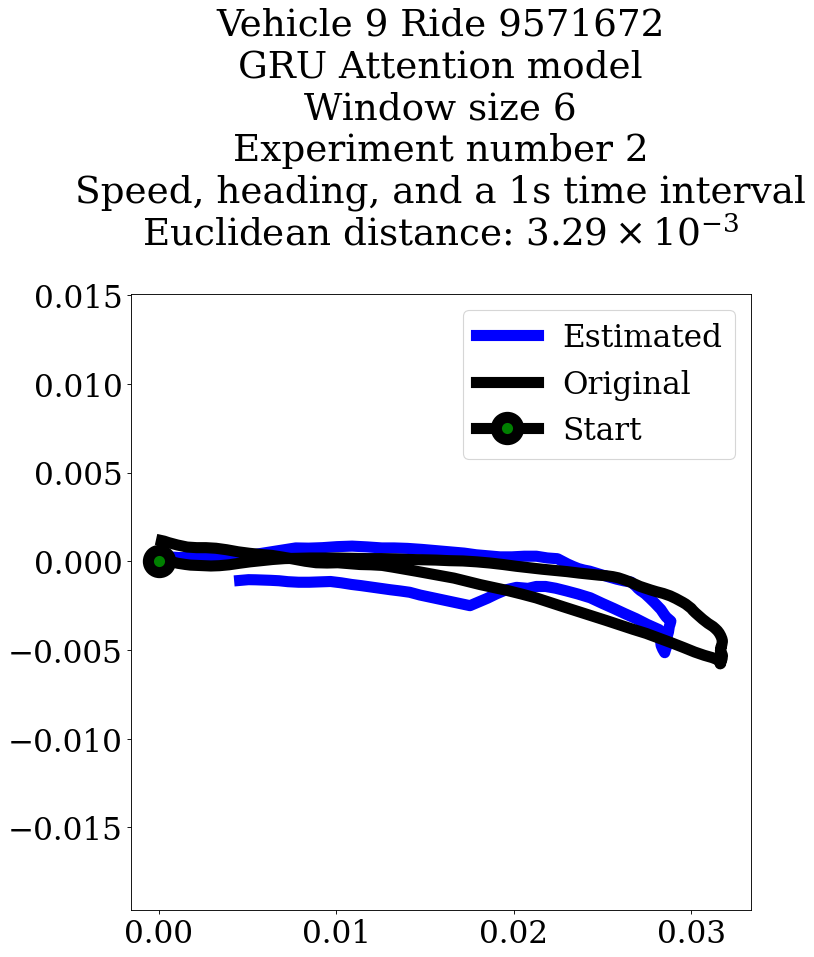 Vehicle 9 Ride 9571672
GRU Attention model
Window size 6
Experiment number 2
Speed, heading, and a 1s time interval
Euclidean distance: 3.29 × 10⁻³
Estimated
Original
Start
0.015
0.010
0.005
0.000
−0.005
−0.010
−0.015
0.00 0.01 0.02 0.03